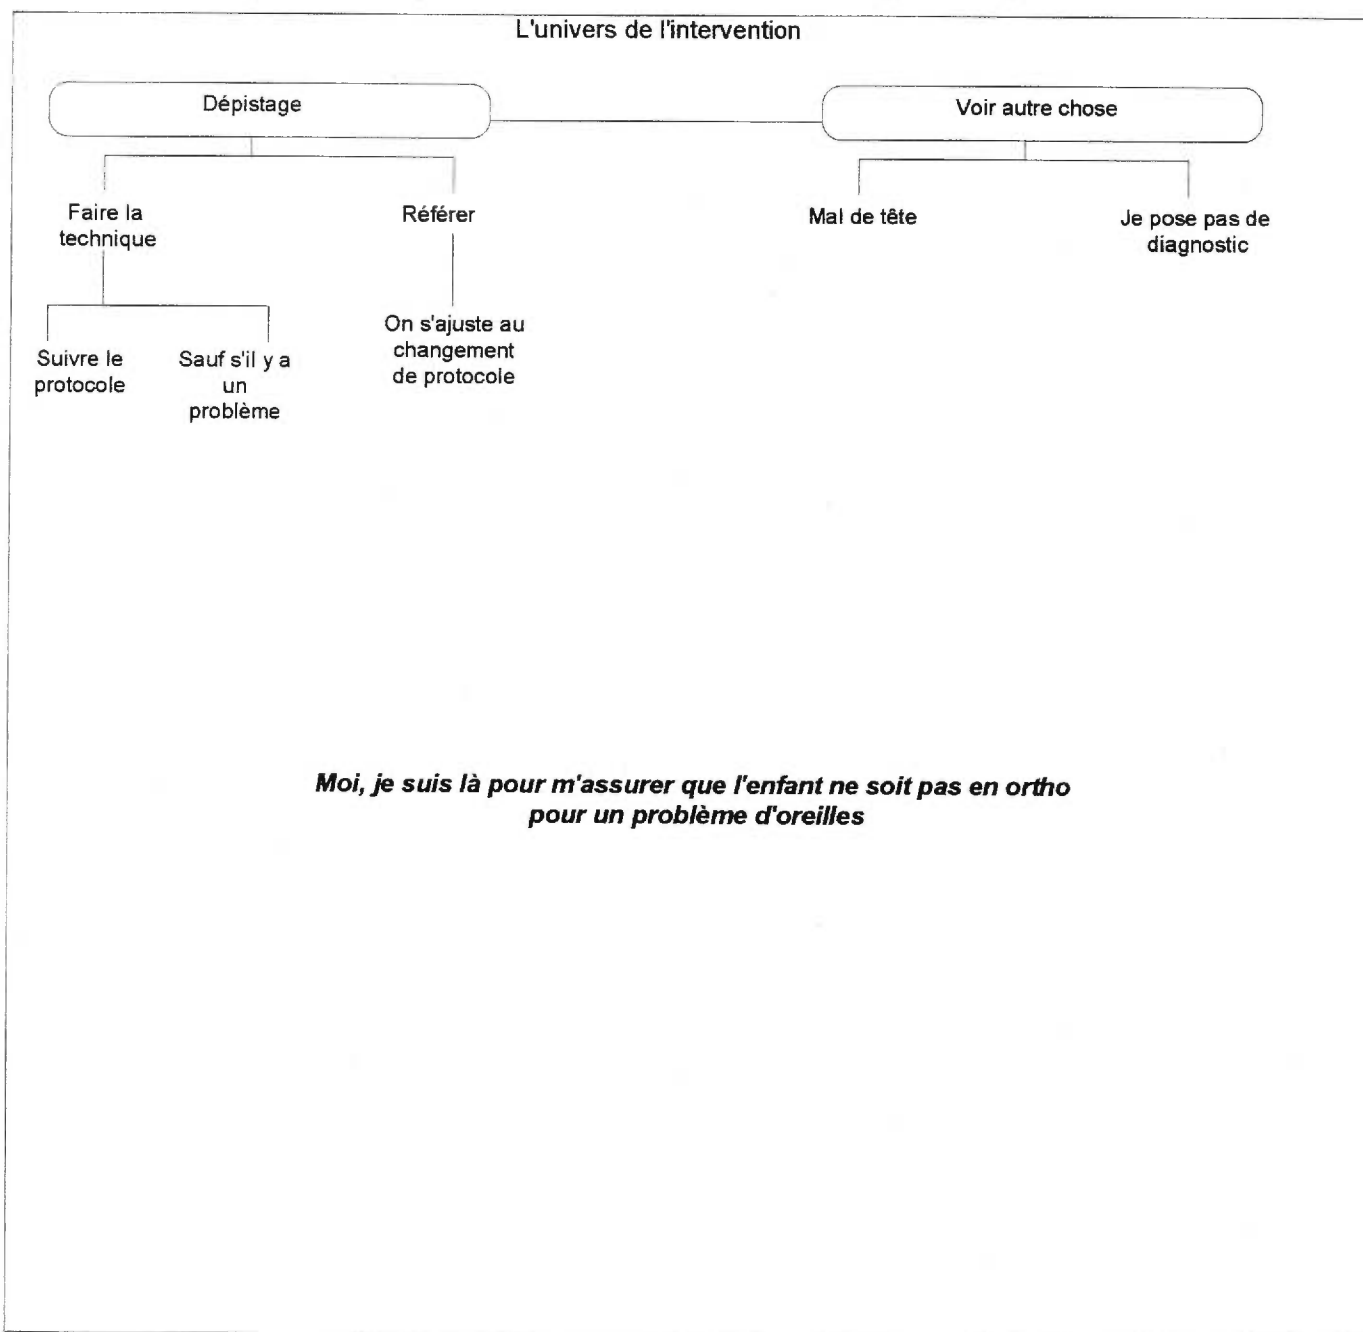 L'univers de l'intervention
Dépistage
Voir autre chose
Faire la
technique
Référer
Mal de tête
Je pose pas de
diagnostic
Suivre le
protocole
Sauf s'il y a
un
problème
On s'ajuste au
changement
de protocole
Moi, je suis là pour m'assurer que l'enfant ne soit pas en ortho
pour un problème d'oreilles